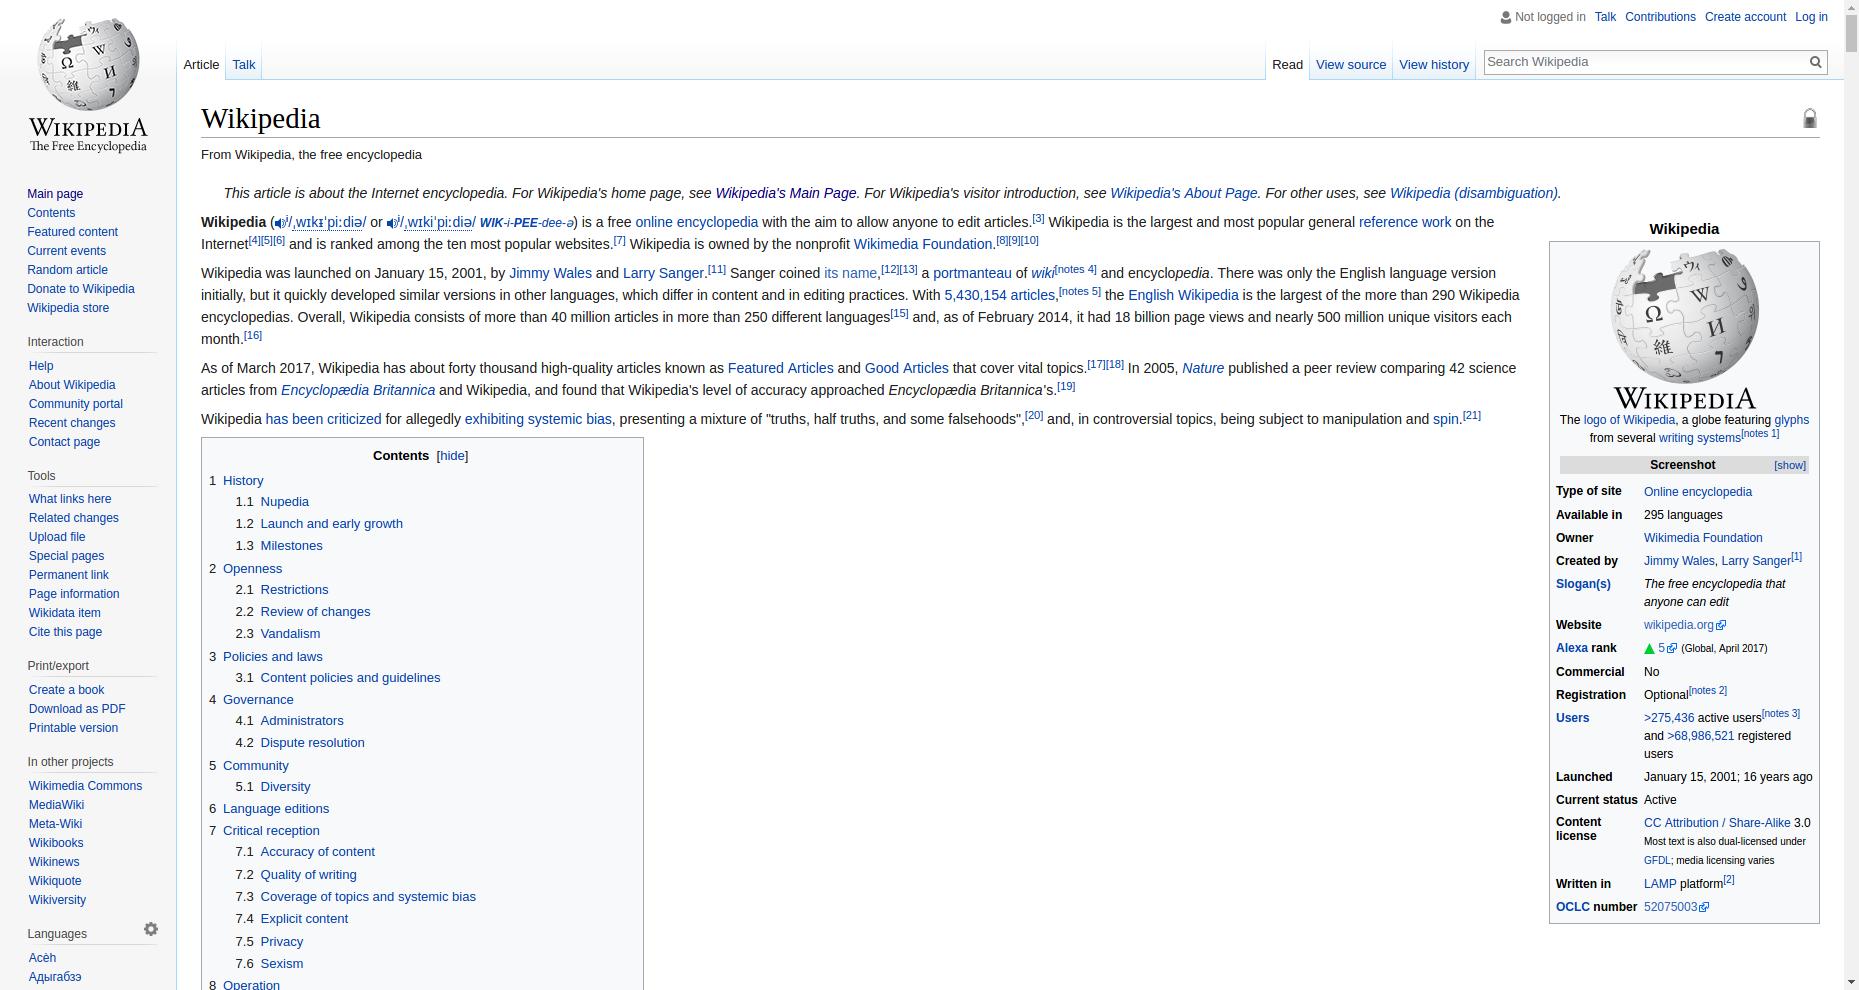 Not logged in Talk Contributions Create account Log in
Article Talk
Read View source View history
Search Wikipedia
WIKIPEDIA
The Free Encyclopedia
Main page
Contents
Featured content
Current events
Random article
Donate to Wikipedia
Wikipedia store
Interaction
Help
About Wikipedia
Community portal
Recent changes
Contact page
Tools
What links here
Related changes
Upload file
Special pages
Permanent link
Page information
Wikidata item
Cite this page
Print/export
Create a book
Download as PDF
Printable version
In other projects
Wikimedia Commons
MediaWiki
Meta-Wiki
Wikibooks
Wikinews
Wikiquote
Wikiversity
Languages
Acèh
Адыгабзэ
Wikipedia
From Wikipedia, the free encyclopedia
This article is about the Internet encyclopedia. For Wikipedia's home page, see Wikipedia's Main Page. For Wikipedia's visitor introduction, see Wikipedia's About Page. For other uses, see Wikipedia (disambiguation).
Wikipedia (i/ˌwɪkɪˈpiːdiə/ or i/ˌwɪkiˈpiːdiə/ WIK-i-PEE-dee-ə) is a free online encyclopedia with the aim to allow anyone to edit articles.[3] Wikipedia is the largest and most popular general reference work on the
Internet[4][5][6] and is ranked among the ten most popular websites.[7] Wikipedia is owned by the nonprofit Wikimedia Foundation.[8][9][10]
Wikipedia was launched on January 15, 2001, by Jimmy Wales and Larry Sanger.[11] Sanger coined its name,[12][13] a portmanteau of wiki[notes 4] and encyclopedia. There was only the English language version
initially, but it quickly developed similar versions in other languages, which differ in content and in editing practices. With 5,430,154 articles,[notes 5] the English Wikipedia is the largest of the more than 290 Wikipedia
encyclopedias. Overall, Wikipedia consists of more than 40 million articles in more than 250 different languages[15] and, as of February 2014, it had 18 billion page views and nearly 500 million unique visitors each
month.[16]
As of March 2017, Wikipedia has about forty thousand high-quality articles known as Featured Articles and Good Articles that cover vital topics.[17][18] In 2005, Nature published a peer review comparing 42 science
articles from Encyclopædia Britannica and Wikipedia, and found that Wikipedia's level of accuracy approached Encyclopædia Britannica's.[19]
Wikipedia has been criticized for allegedly exhibiting systemic bias, presenting a mixture of "truths, half truths, and some falsehoods",[20] and, in controversial topics, being subject to manipulation and spin.[21]
Contents [hide]
1 History
1.1 Nupedia
1.2 Launch and early growth
1.3 Milestones
2 Openness
2.1 Restrictions
2.2 Review of changes
2.3 Vandalism
3 Policies and laws
3.1 Content policies and guidelines
4 Governance
4.1 Administrators
4.2 Dispute resolution
5 Community
5.1 Diversity
6 Language editions
7 Critical reception
7.1 Accuracy of content
7.2 Quality of writing
7.3 Coverage of topics and systemic bias
7.4 Explicit content
7.5 Privacy
7.6 Sexism
8 Operation
Wikipedia
WIKIPEDIA
The logo of Wikipedia, a globe featuring glyphs
from several writing systems[notes 1]
Screenshot [show]
Type of site Online encyclopedia
Available in 295 languages
Owner Wikimedia Foundation
Created by Jimmy Wales, Larry Sanger[1]
Slogan(s) The free encyclopedia that
anyone can edit
Website wikipedia.org
Alexa rank 5 (Global, April 2017)
Commercial No
Registration Optional[notes 2]
Users >275,436 active users[notes 3]
and >68,986,521 registered
users
Launched January 15, 2001; 16 years ago
Current status Active
Content CC Attribution / Share-Alike 3.0
license Most text is also dual-licensed under
GFDL; media licensing varies
Written in LAMP platform[2]
OCLC number 52075003